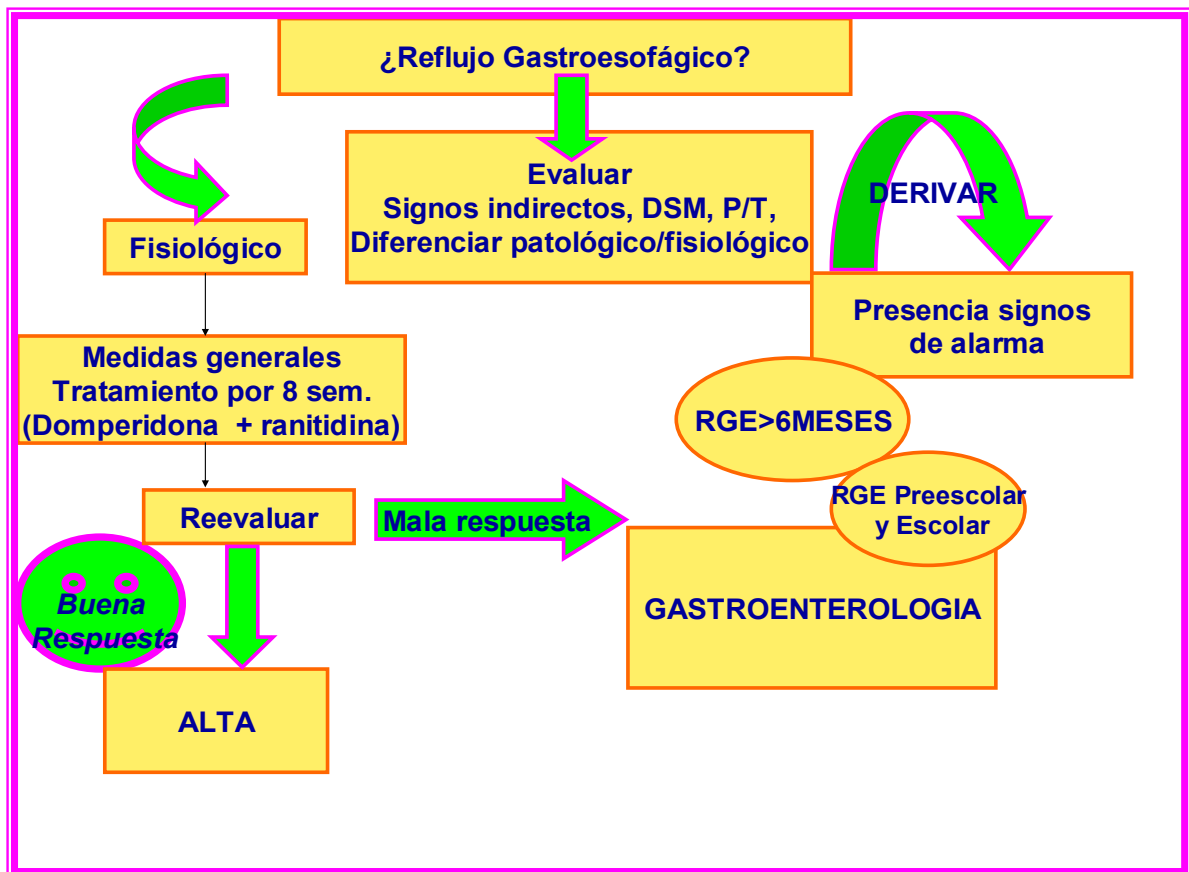 ¿Reflujo Gastroesofágico?
Evaluar
Signos indirectos, DSM, P/T,
Diferenciar patológico/fisiológico
DERIVAR
Fisiológico
Presencia signos
de alarma
Medidas generales
Tratamiento por 8 sem.
(Domperidona + ranitidina)
RGE>6MESES
RGE Preescolar
y Escolar
Reevaluar
Mala respuesta
Buena
Respuesta
GASTROENTEROLOGIA
ALTA